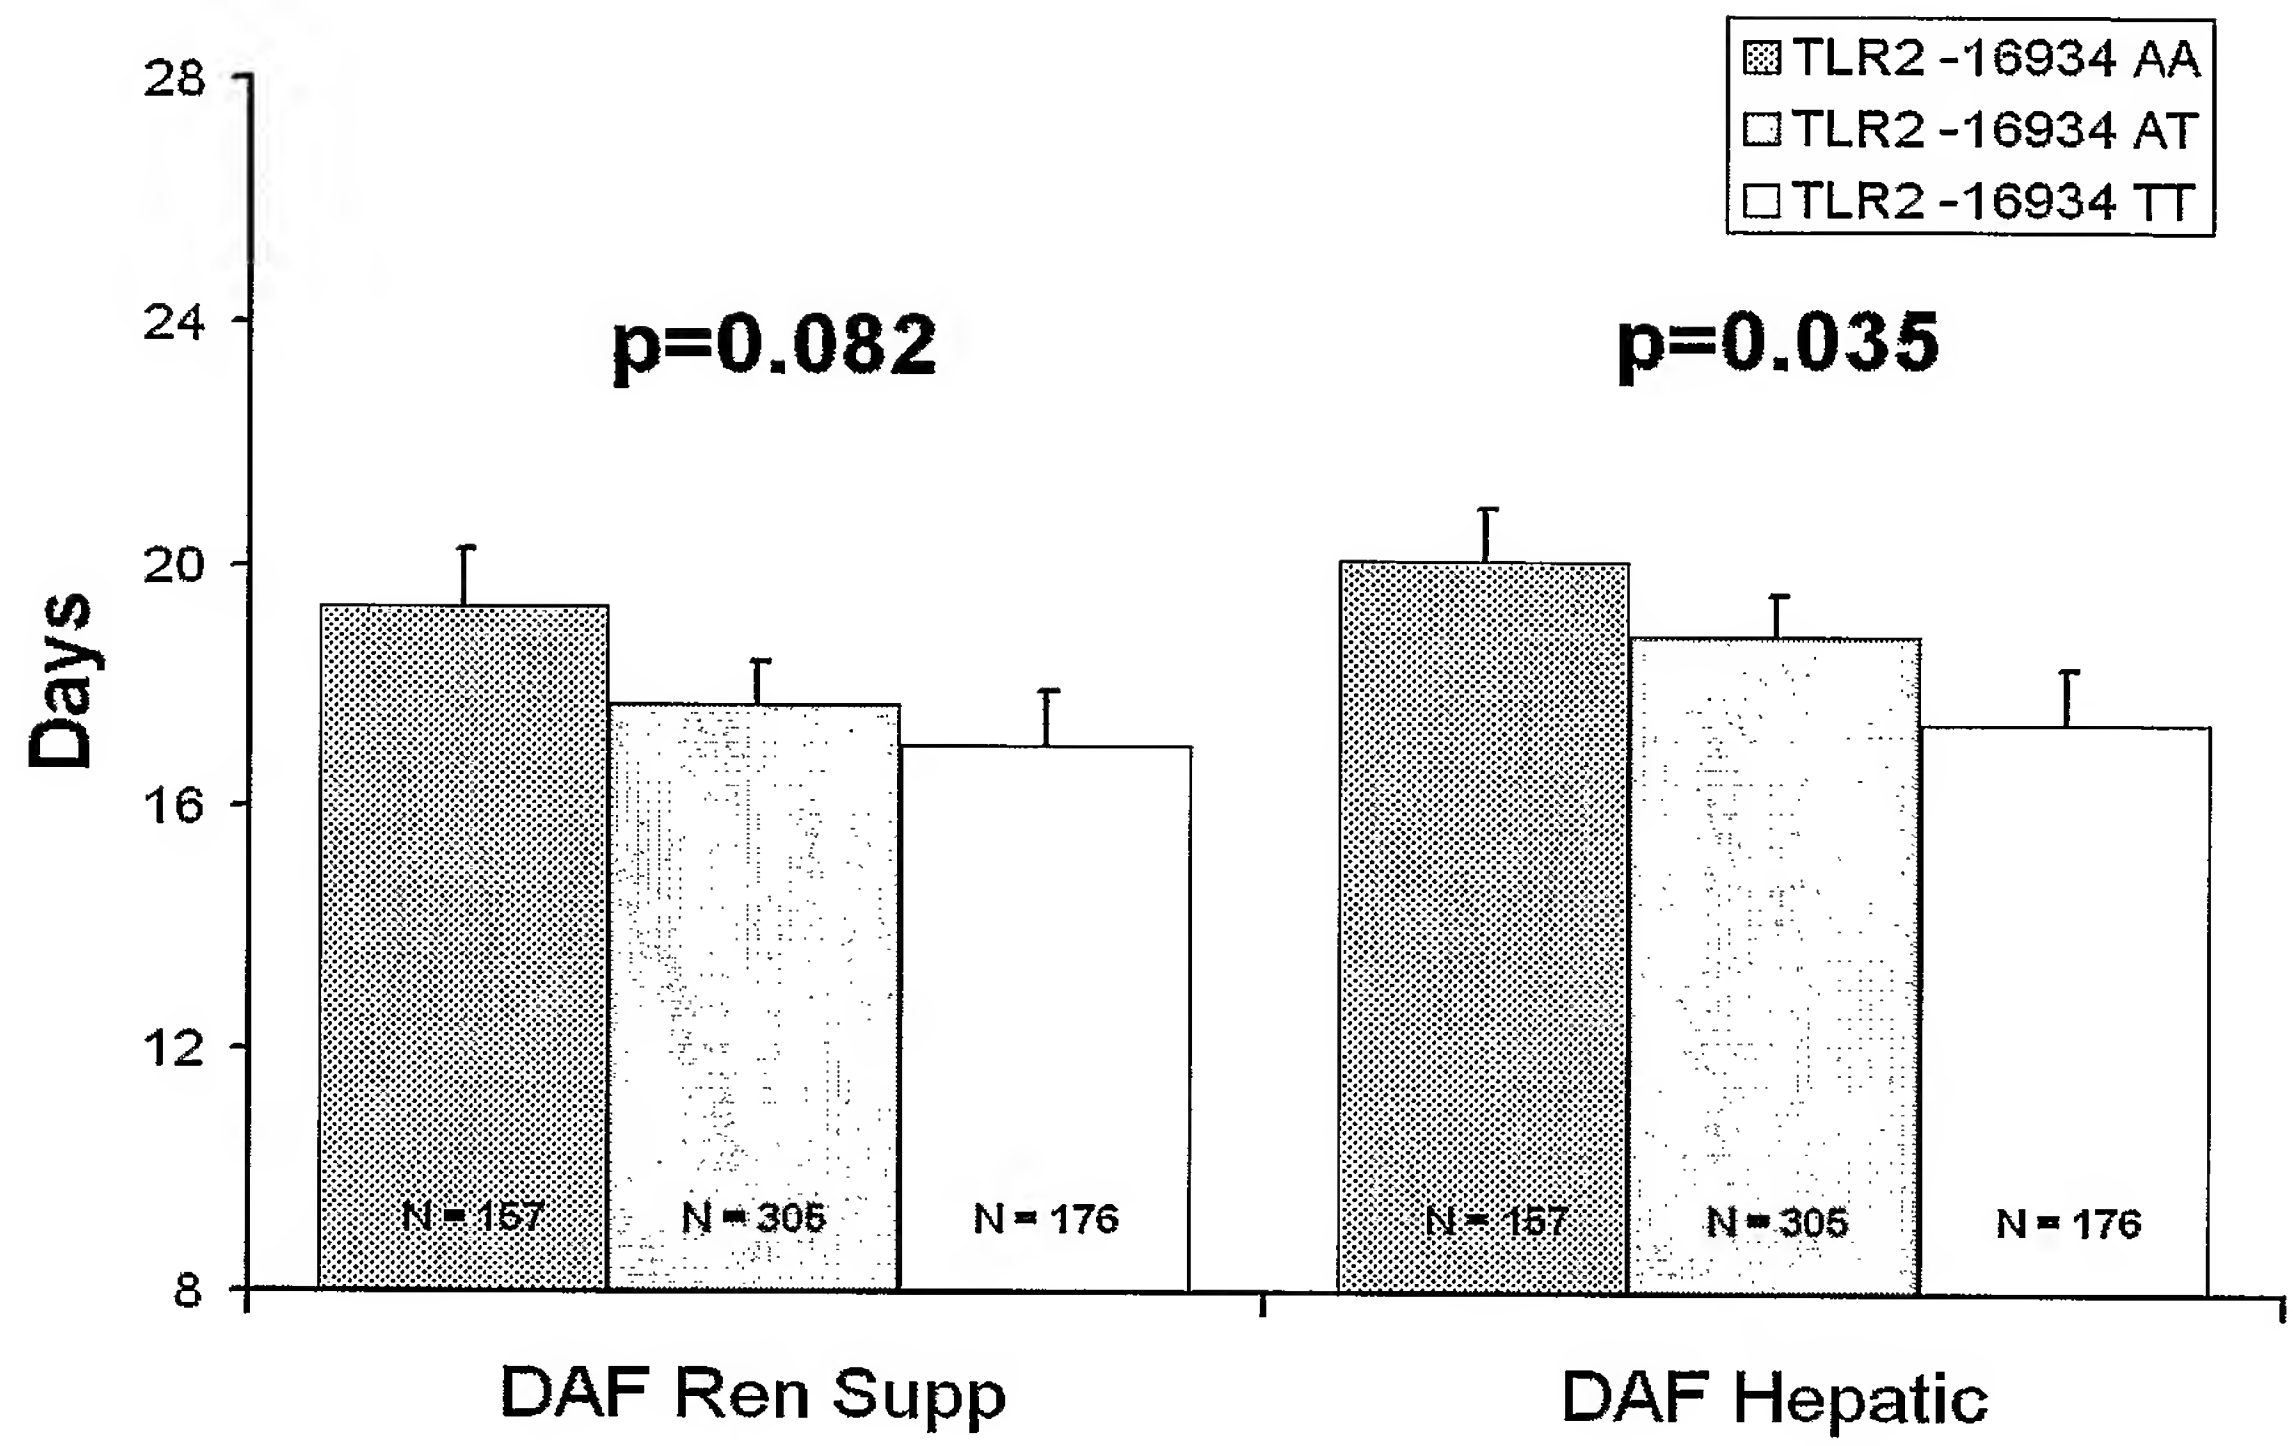 TLR2 -16934 AA
TLR2 -16934 AT
TLR2 -16934 TT
28
24
20
16
12
8
Days
p=0.082
p=0.035
N = 157
N = 305
N = 176
N = 157
N = 305
N = 176
DAF Ren Supp
DAF Hepatic